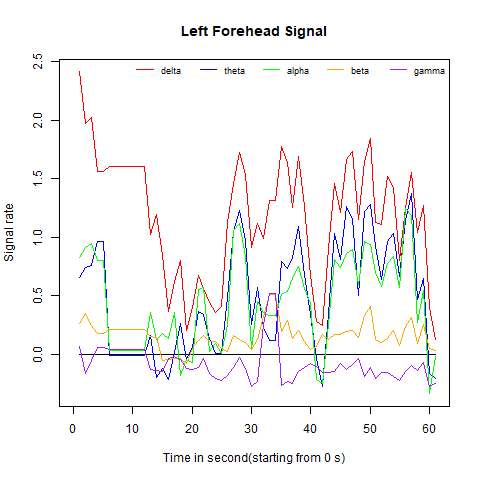 Left Forehead Signal
delta theta alpha beta gamma
Signal rate
2.5
2.0
1.5
1.0
0.5
0.0
0 10 20 30 40 50 60
Time in second(starting from 0 s)